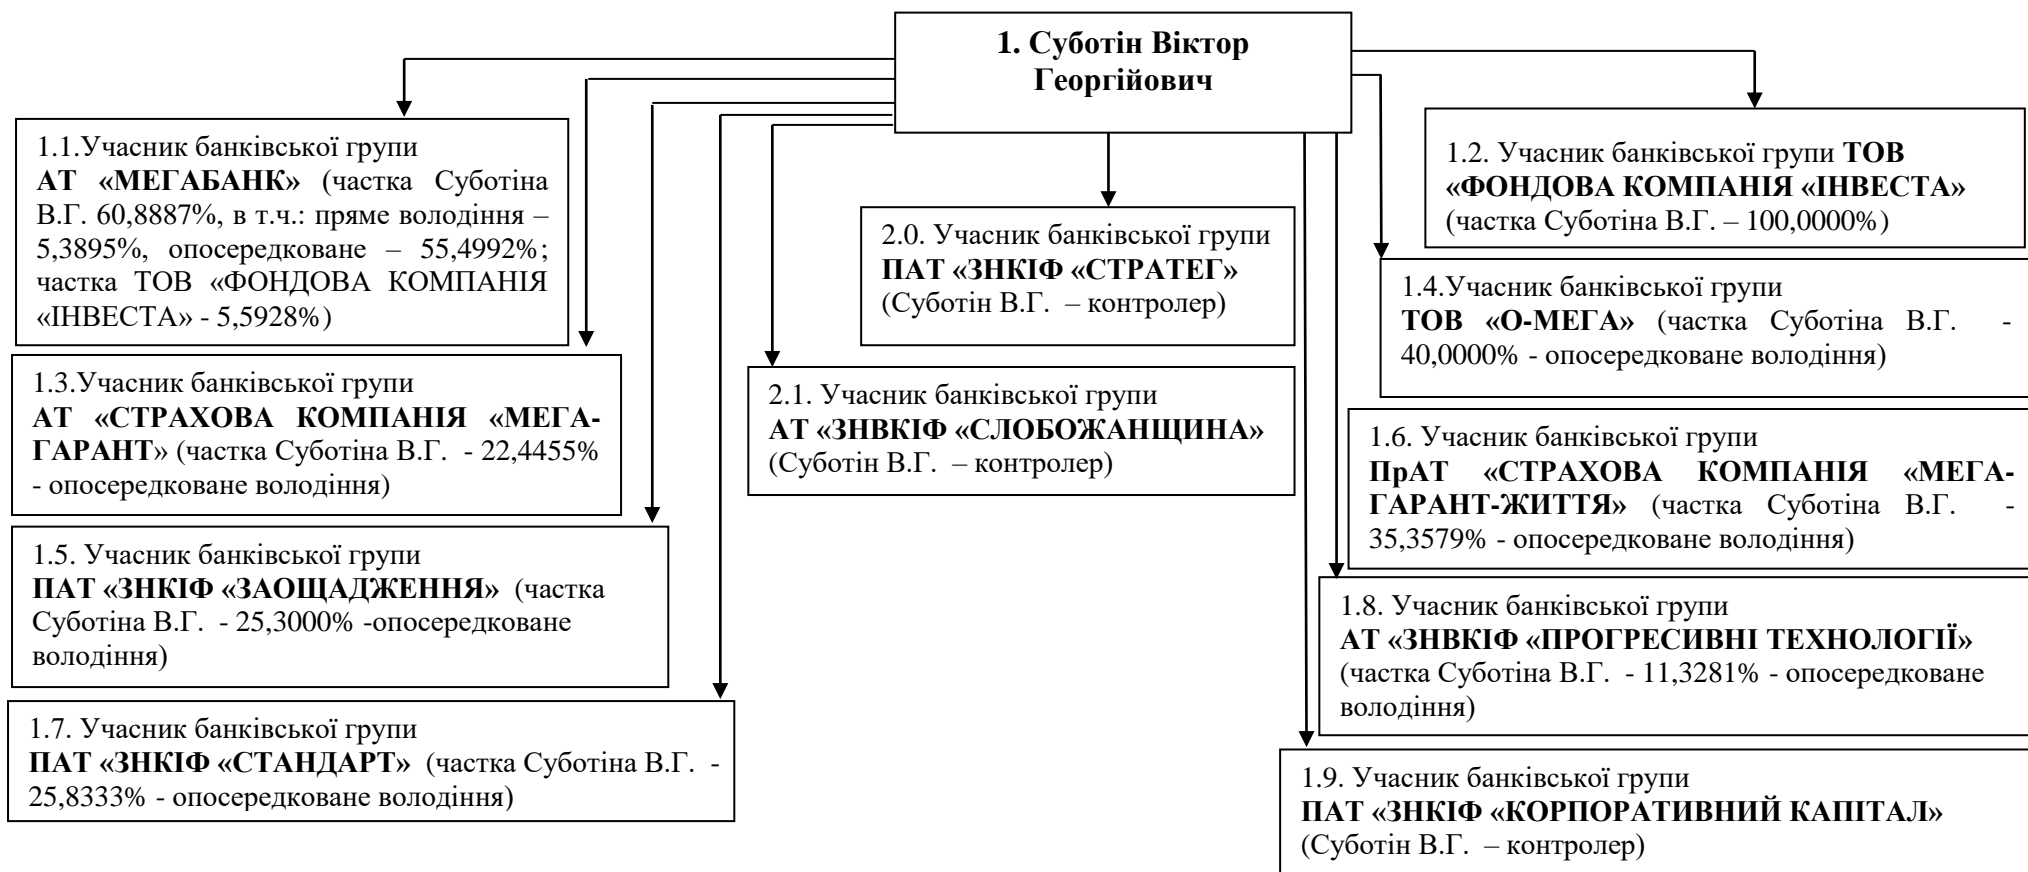 1. Суботін Віктор
Георгійович
1.1.Учасник банківської групи
АТ «МЕГАБАНК» (частка Суботіна
В.Г. 60,8887%, в т.ч.: пряме володіння –
5,3895%, опосередковане – 55,4992%;
частка ТОВ «ФОНДОВА КОМПАНІЯ
«ІНВЕСТА» - 5,5928%)
1.2. Учасник банківської групи ТОВ
«ФОНДОВА КОМПАНІЯ «ІНВЕСТА»
(частка Суботіна В.Г. – 100,0000%)
2.0. Учасник банківської групи
ПАТ «ЗНКІФ «СТРАТЕГ»
(Суботін В.Г. – контролер)
1.4.Учасник банківської групи
ТОВ «О-МЕГА» (частка Суботіна В.Г. -
40,0000% - опосередковане володіння)
1.3.Учасник банківської групи
АТ «СТРАХОВА КОМПАНІЯ «МЕГА-
ГАРАНТ» (частка Суботіна В.Г. - 22,4455%
- опосередковане володіння)
2.1. Учасник банківської групи
АТ «ЗНВКІФ «СЛОБОЖАНЩИНА»
(Суботін В.Г. – контролер)
1.6. Учасник банківської групи
ПрАТ «СТРАХОВА КОМПАНІЯ «МЕГА-
ГАРАНТ-ЖИТТЯ» (частка Суботіна В.Г. -
35,3579% - опосередковане володіння)
1.5. Учасник банківської групи
ПАТ «ЗНКІФ «ЗАОЩАДЖЕННЯ» (частка
Суботіна В.Г. - 25,3000% -опосередковане
володіння)
1.8. Учасник банківської групи
АТ «ЗНВКІФ «ПРОГРЕСИВНІ ТЕХНОЛОГІЇ»
(частка Суботіна В.Г. - 11,3281% - опосередковане
володіння)
1.7. Учасник банківської групи
ПАТ «ЗНКІФ «СТАНДАРТ» (частка Суботіна В.Г. -
25,8333% - опосередковане володіння)
1.9. Учасник банківської групи
ПАТ «ЗНКІФ «КОРПОРАТИВНИЙ КАПІТАЛ»
(Суботін В.Г. – контролер)